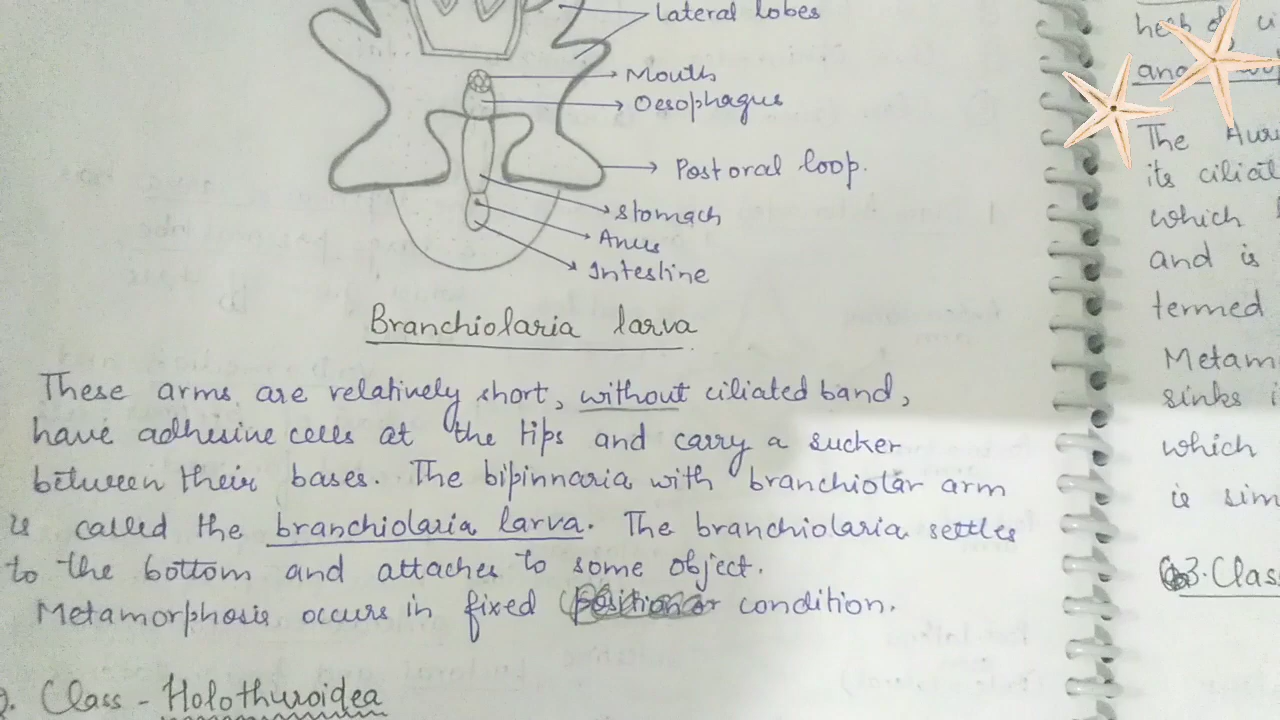 Lateral lobes
Mouth
Oesophagus
Postoral loop.
Stomach
Anus
Intestine
Branchiolaria larva
These arms are relatively short, without ciliated band,
have adhesive cells at the tips and carry a sucker
between their bases. The bipinnaria with branchiolar arm
is called the branchiolaria larva. The branchiolaria settles
to the bottom and attaches to some object.
Metamorphosis occurs in fixed condition.
Class - Holothuroidea
of
and
The
its
which
and is
termed
Metam
sinks
which
is sim
3. Clas